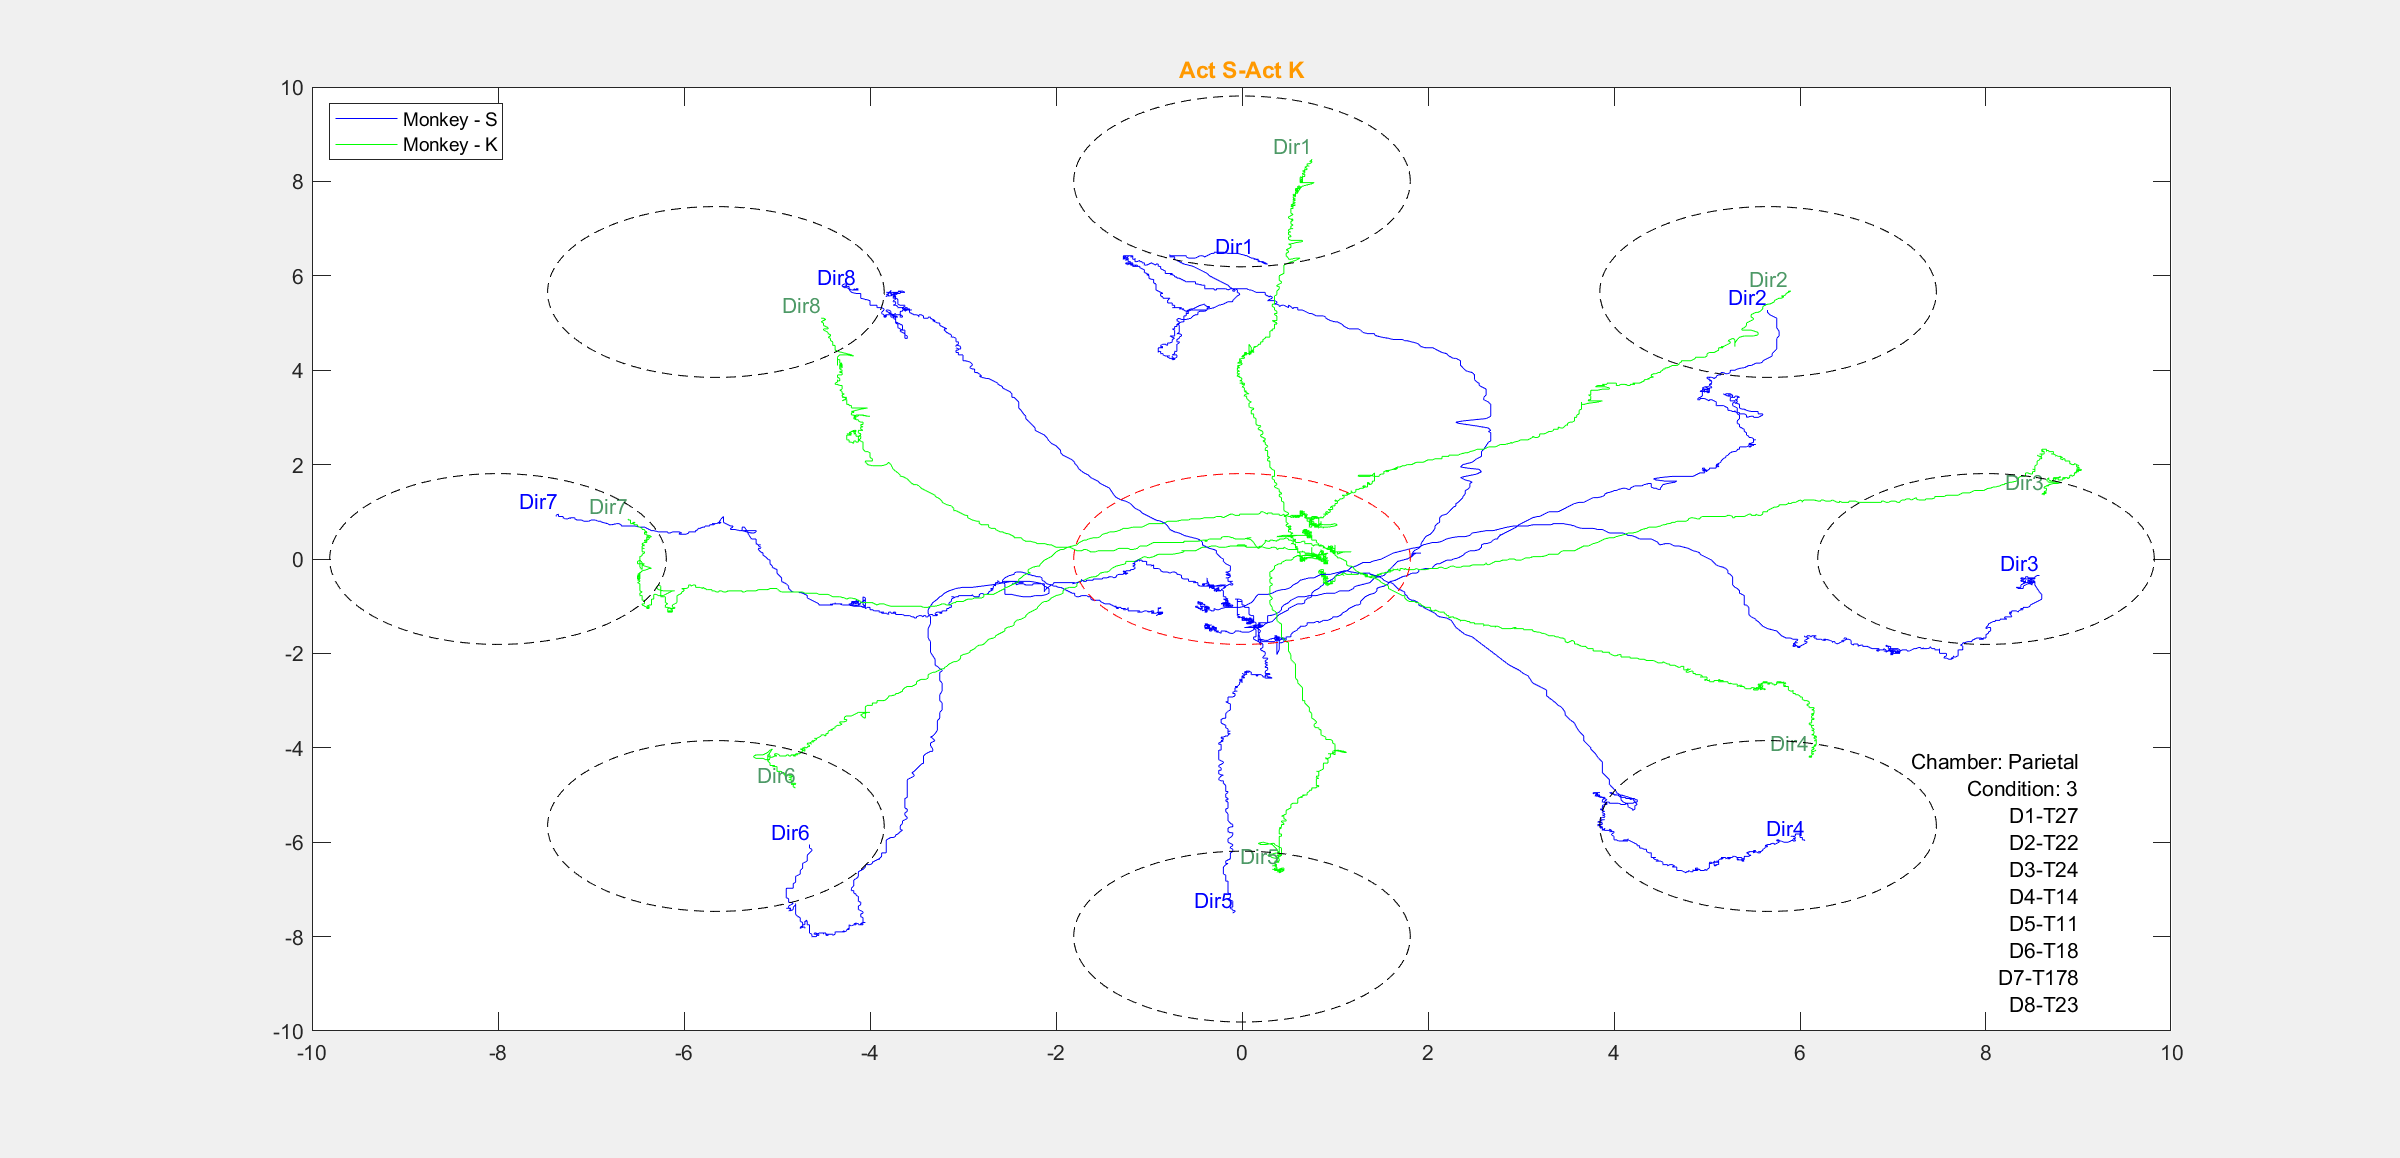 Act S-Act K
Monkey - S
Monkey - K
10
8
6
4
2
0
-2
-4
-6
-8
-10
-10
-8
-6
-4
-2
0
2
4
6
8
10
Dir1
Dir1
Dir8
Dir8
Dir2
Dir2
Dir7
Dir7
Dir3
Dir3
Dir4
Dir4
Dir6
Dir6
Dir5
Dir5
Chamber: Parietal
Condition: 3
D1-T27
D2-T22
D3-T24
D4-T14
D5-T11
D6-T18
D7-T178
D8-T23